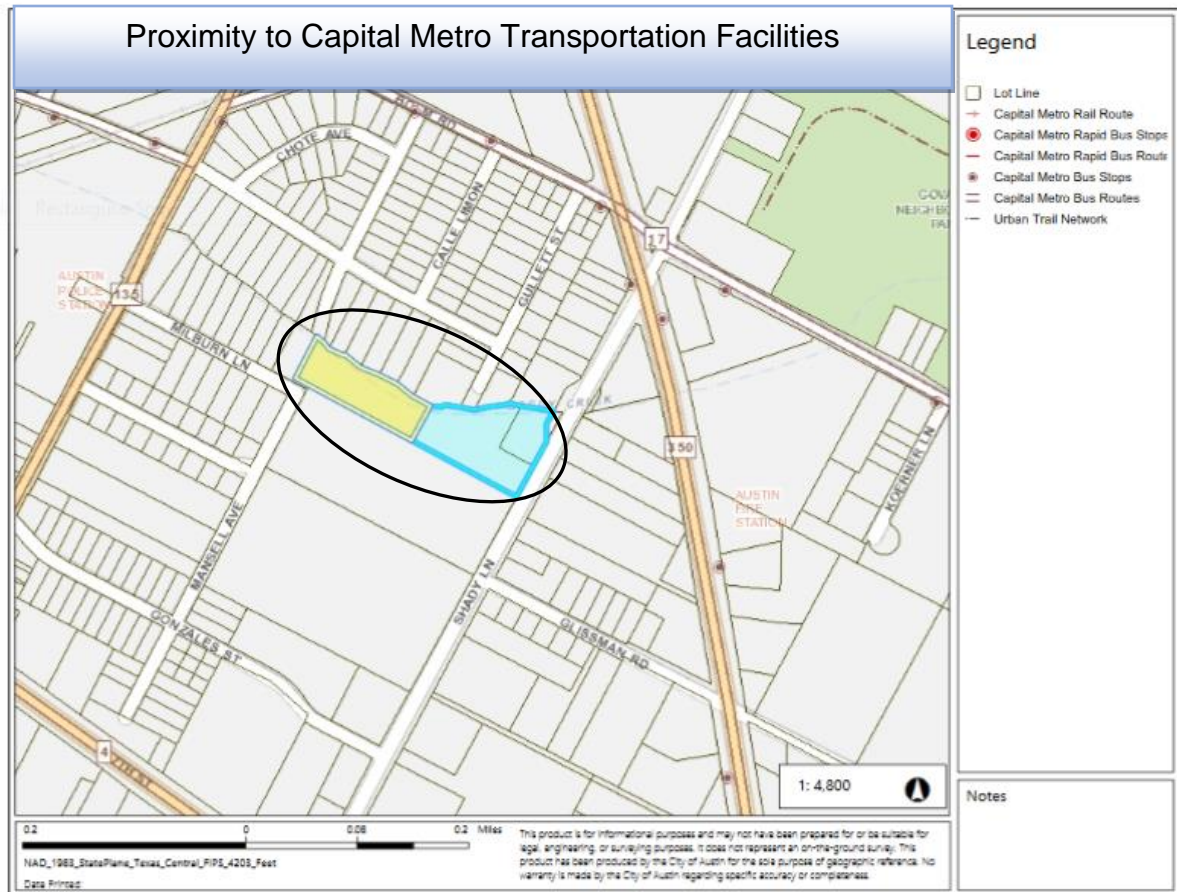 Proximity to Capital Metro Transportation Facilities
Legend
Lot Line
Capital Metro Rail Route
Capital Metro Rapid Bus Stops
Capital Metro Rapid Bus Route
Capital Metro Bus Stops
Capital Metro Bus Routes
Urban Trail Network
CHOTE AVE
CALLE LIMON
GULLETT ST
17
AUSTIN
POLICE
STATION
135
MILBURN LN
CREEK
350
KOERNER LN
AUSTIN
FIRE
STATION
MANSELL AVE
SHADY LN
GLISSMAN RD
GONZALES ST
4
1: 4,800
Notes
0.2 0 0.08 0.2 Miles
NAD_1983_StatePlane_Texas_Central_FIPS_4203_Feet
Date Printed:
This product is for informational purposes and may not have been prepared for or be suitable for
legal, engineering, or surveying purposes. It does not represent an on-the-ground survey. This
product has been produced by the City of Austin for the sole purpose of geographic reference. No
warranty is made by the City of Austin regarding specific accuracy or completeness.